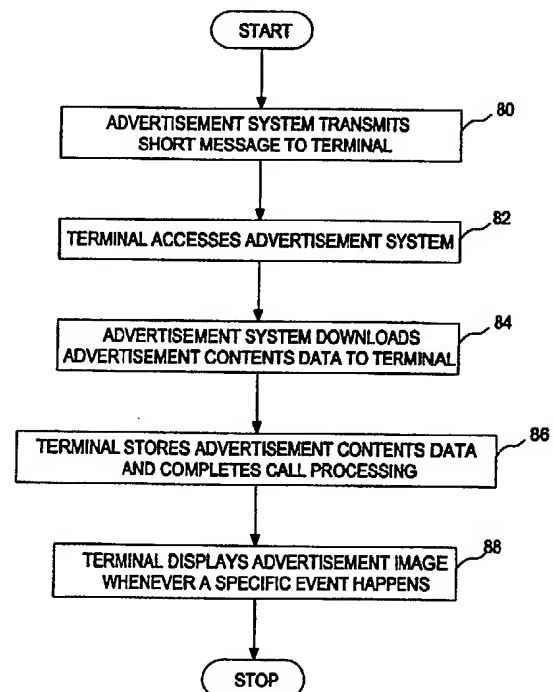 START
80
ADVERTISEMENT SYSTEM TRANSMITS
SHORT MESSAGE TO TERMINAL
82
TERMINAL ACCESSES ADVERTISEMENT SYSTEM
84
ADVERTISEMENT SYSTEM DOWNLOADS
ADVERTISEMENT CONTENTS DATA TO TERMINAL
86
TERMINAL STORES ADVERTISEMENT CONTENTS DATA
AND COMPLETES CALL PROCESSING
88
TERMINAL DISPLAYS ADVERTISEMENT IMAGE
WHENEVER A SPECIFIC EVENT HAPPENS
STOP